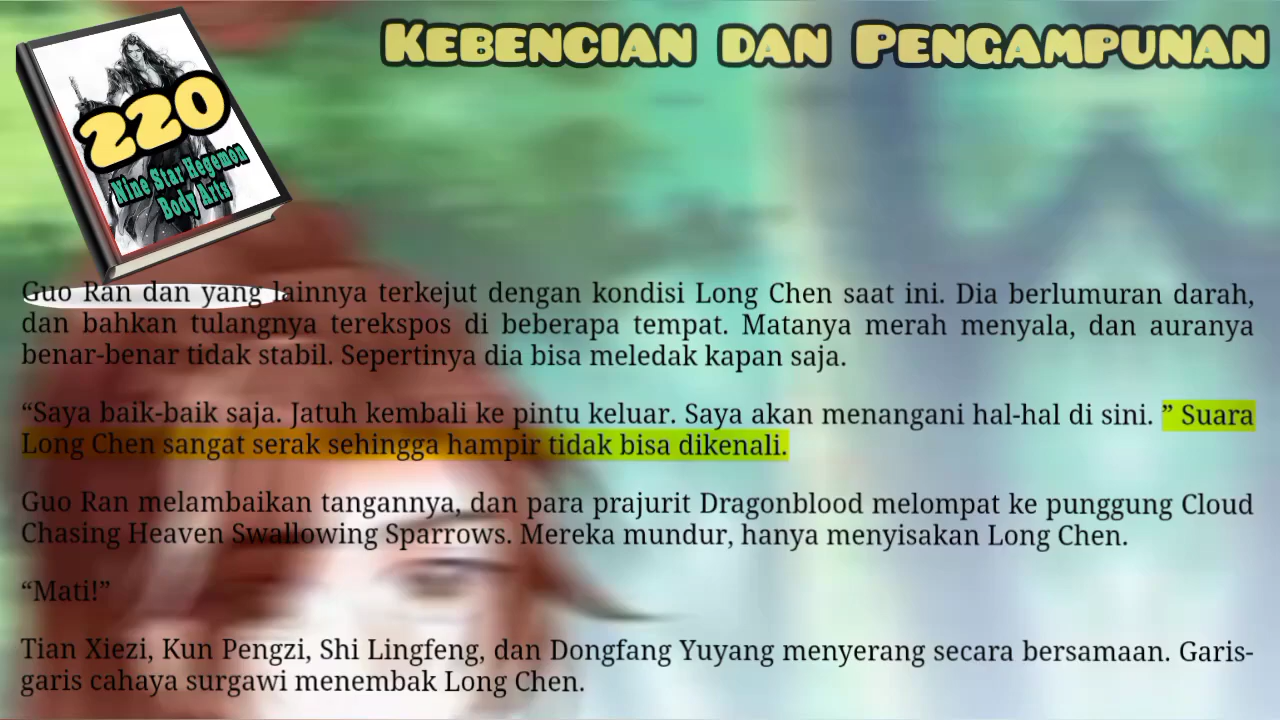 KEBENCIAN DAN PENGAMPUNAN
220
Nine Star Hegemon
Body Arts
Guo Ran dan yang lainnya terkejut dengan kondisi Long Chen saat ini. Dia berlumuran darah,
dan bahkan tulangnya terekspos di beberapa tempat. Matanya merah menyala, dan auranya
benar-benar tidak stabil. Sepertinya dia bisa meledak kapan saja.
“Saya baik-baik saja. Jatuh kembali ke pintu keluar. Saya akan menangani hal-hal di sini. ” Suara
Long Chen sangat serak sehingga hampir tidak bisa dikenali.
Guo Ran melambaikan tangannya, dan para prajurit Dragonblood melompat ke punggung Cloud
Chasing Heaven Swallowing Sparrows. Mereka mundur, hanya menyisakan Long Chen.
“Mati!”
Tian Xiezi, Kun Pengzi, Shi Lingfeng, dan Dongfang Yuyang menyerang secara bersamaan. Garis-
garis cahaya surgawi menembak Long Chen.